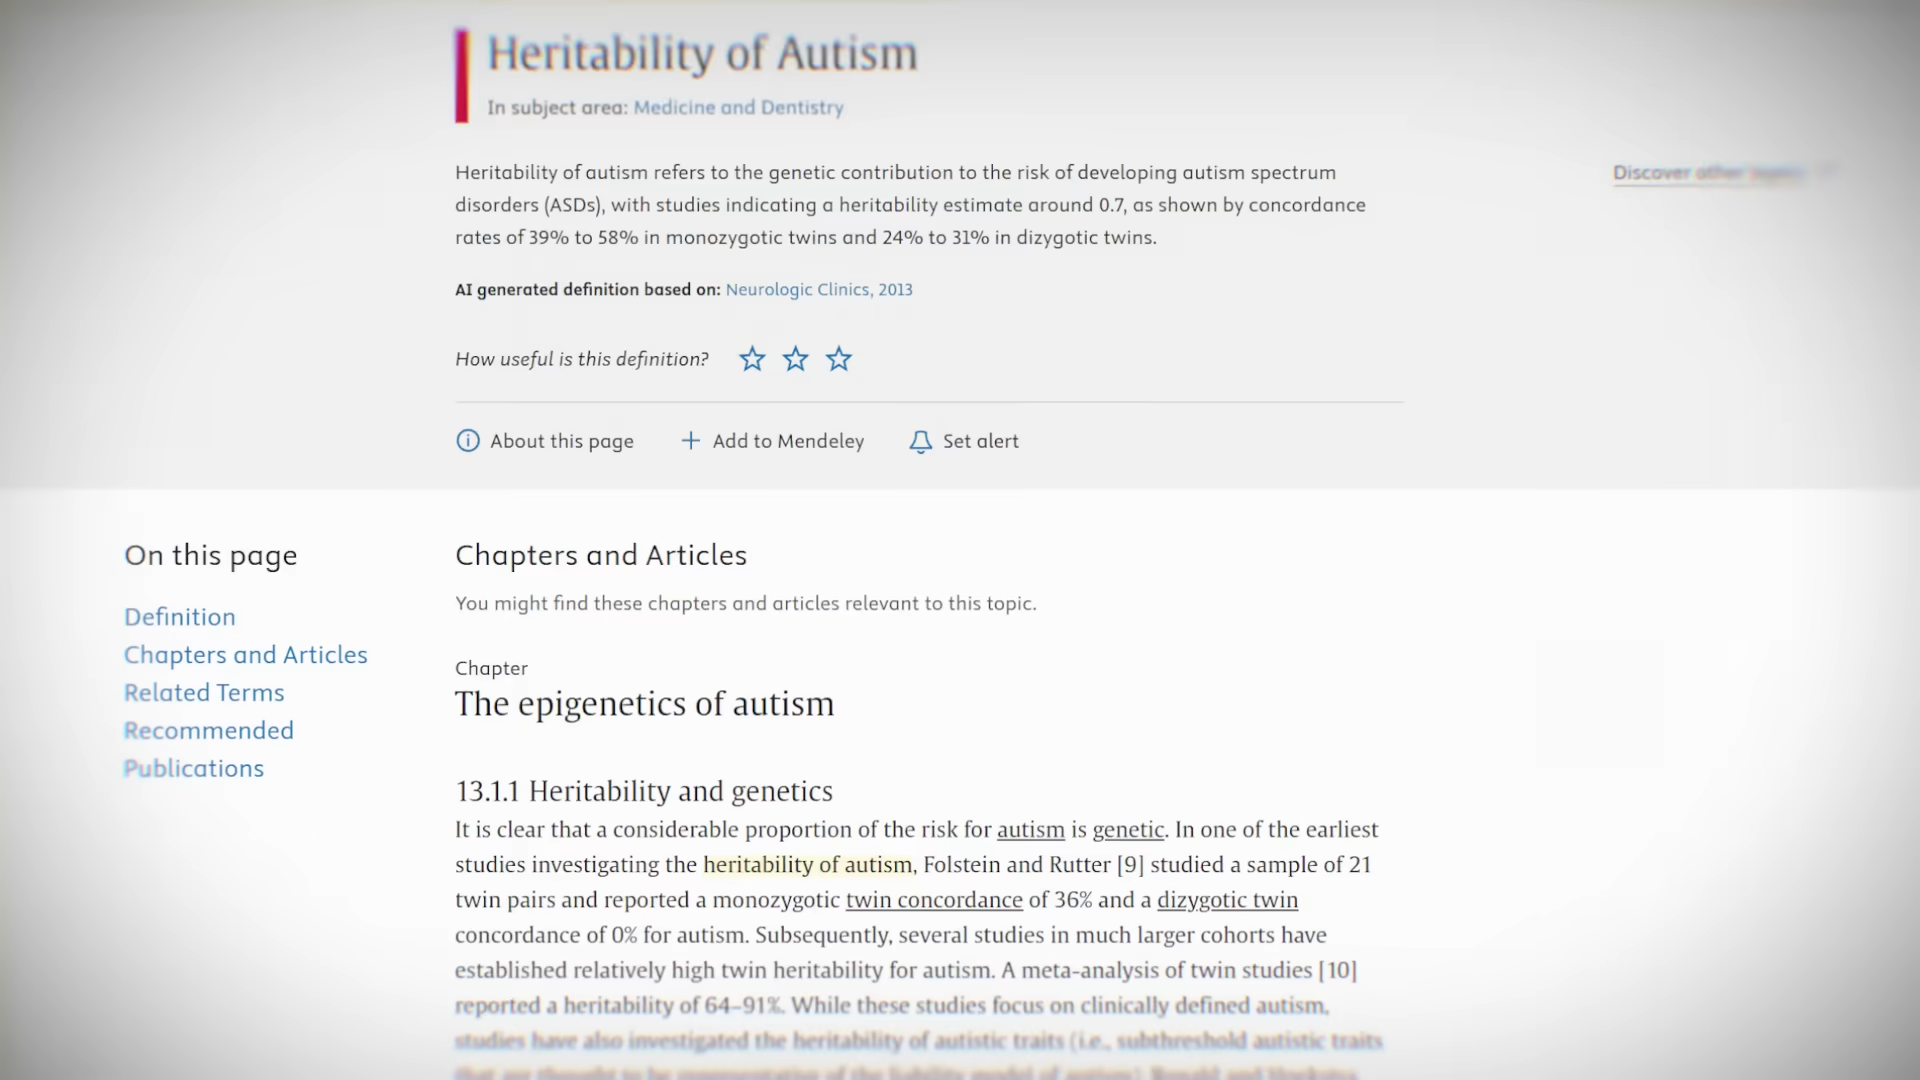 Heritability of Autism
In subject area: Medicine and Dentistry
Heritability of autism refers to the genetic contribution to the risk of developing autism spectrum
disorders (ASDs), with studies indicating a heritability estimate around 0.7, as shown by concordance
rates of 39% to 58% in monozygotic twins and 24% to 31% in dizygotic twins.
Discover other
AI generated definition based on: Neurologic Clinics, 2013
How useful is this definition?
About this page
Add to Mendeley
Set alert
On this page
Definition
Chapters and Articles
Related Terms
Recommended
Publications
Chapters and Articles
You might find these chapters and articles relevant to this topic.
Chapter
The epigenetics of autism
13.1.1 Heritability and genetics
It is clear that a considerable proportion of the risk for autism is genetic. In one of the earliest
studies investigating the heritability of autism, Folstein and Rutter [9] studied a sample of 21
twin pairs and reported a monozygotic twin concordance of 36% and a dizygotic twin
concordance of 0% for autism. Subsequently, several studies in much larger cohorts have
established relatively high twin heritability for autism. A meta-analysis of twin studies [10]
reported a heritability of 64–91%. While these studies focus on clinically defined autism,
studies have also investigated the heritability of autistic traits (i.e., subthreshold autistic traits